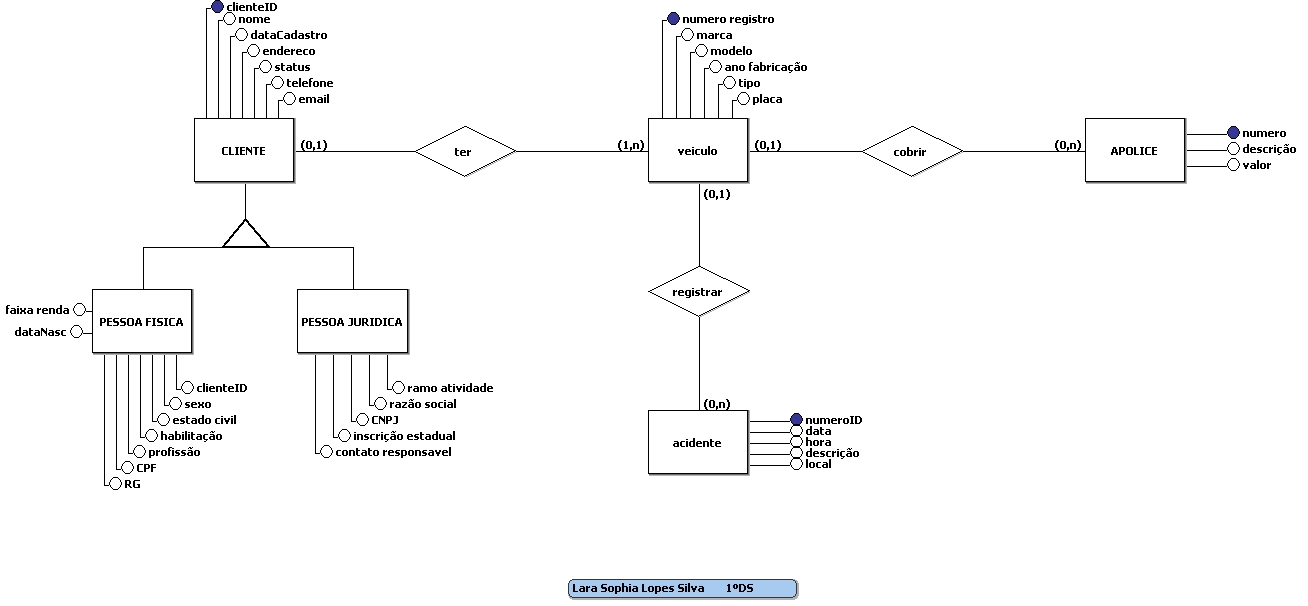 clienteID
nome
dataCadastro
endereco
status
telefone
email
numero registro
marca
modelo
ano fabricação
tipo
placa
CLIENTE
(0,1)
ter
(1,n)
veiculo
(0,1)
cobrir
(0,n)
APOLICE
numero
descrição
valor
(0,1)
registrar
(0,n)
faixa renda
dataNasc
PESSOA FISICA
PESSOA JURIDICA
clienteID
sexo
estado civil
habilitação
profissão
CPF
RG
ramo atividade
razão social
CNPJ
inscrição estadual
contato responsavel
acidente
numeroID
data
hora
descrição
local
Lara Sophia Lopes Silva 1ºDS